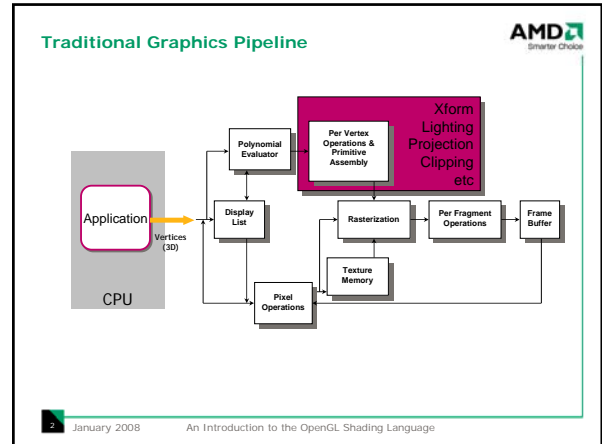 Traditional Graphics Pipeline
AMD
Smarter Choice
Xform
Lighting
Projection
Clipping
etc
Per Vertex
Operations &
Primitive
Assembly
Polynomial
Evaluator
Application
Vertices
(3D)
Display
List
Rasterization
Per Fragment
Operations
Frame
Buffer
Texture
Memory
CPU
Pixel
Operations
2
January 2008
An Introduction to the OpenGL Shading Language